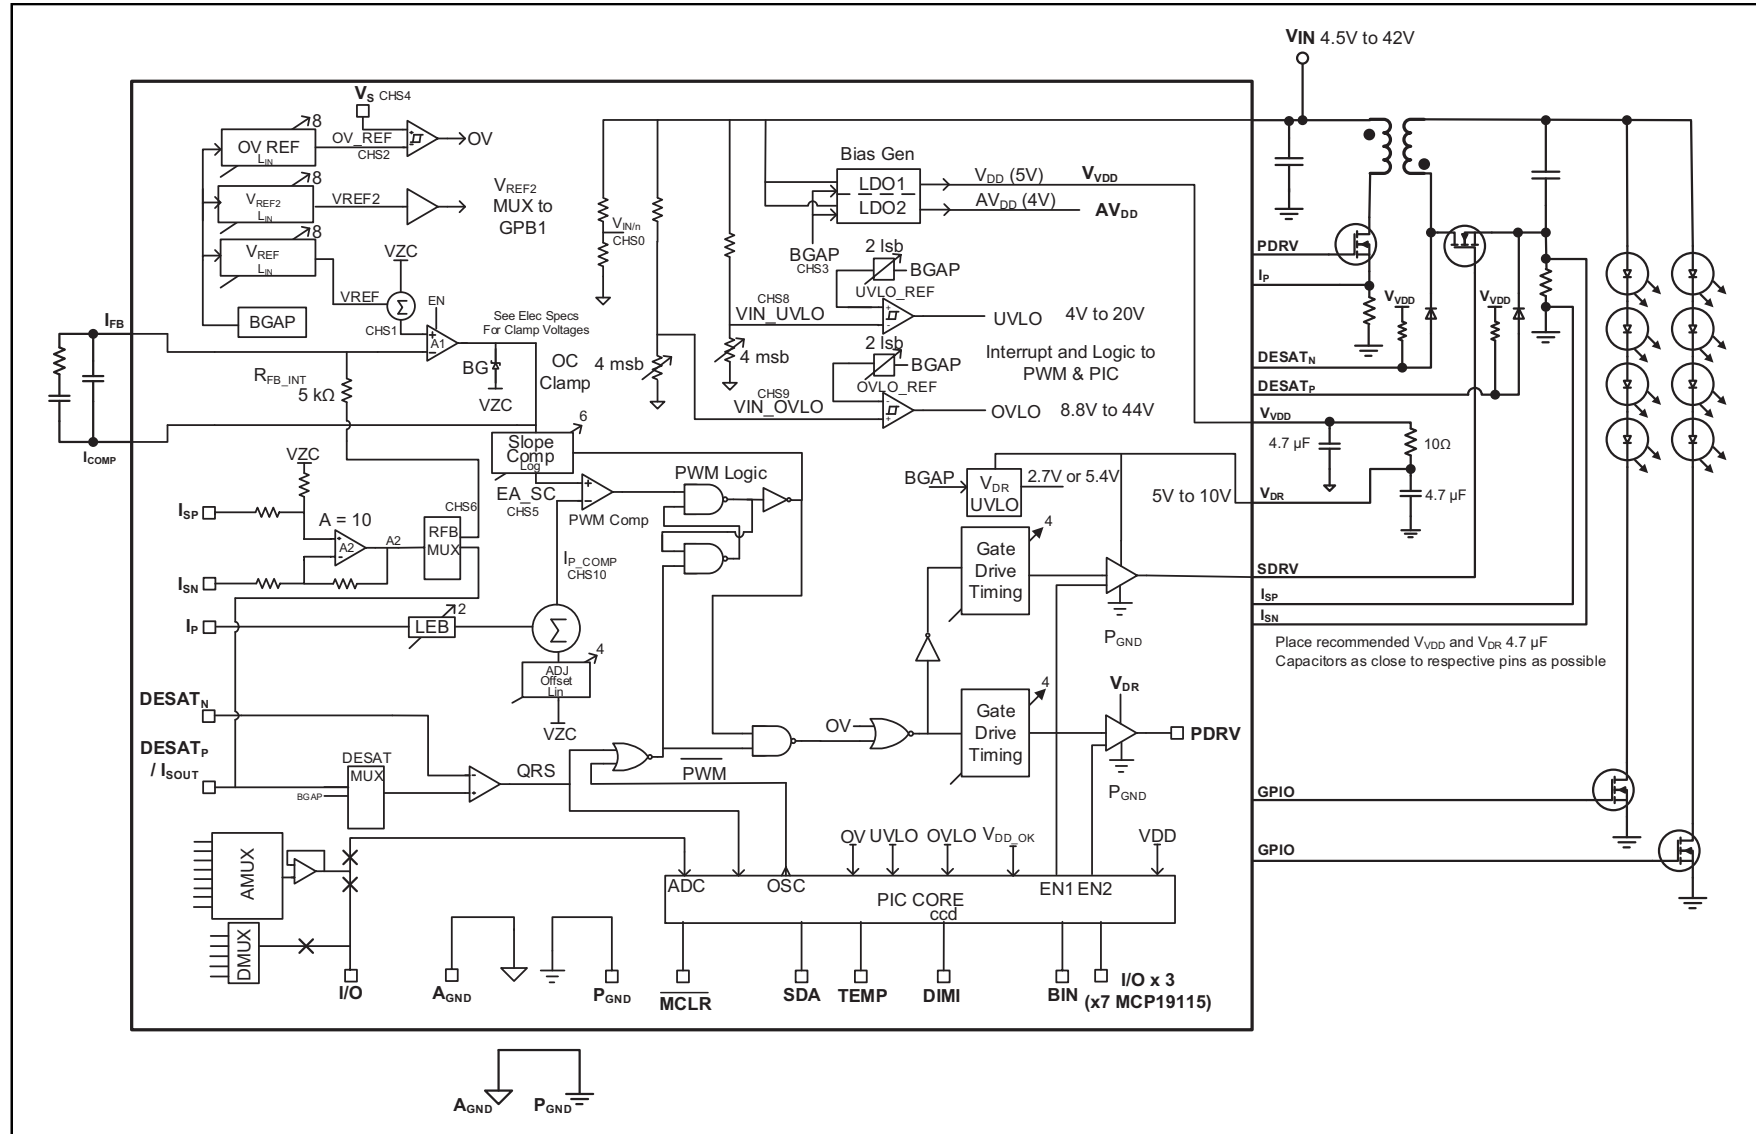 VIN 4.5V to 42V
VS CHS4
8
OV REF
LIN
OV_REF
CHS2
OV
8
VREF2
LIN
VREF2
VREF2
MUX to
GPB1
8
VREF
LIN
VZC
VREF
Σ
CHS1
EN
BGAP
A1
IFB
RFB_INT
5 kΩ
ICOMP
See Elec Specs
For Clamp Voltages
BG
VZC
OC
Clamp
VIN/n
CHS0
4 msb
4 msb
Bias Gen
LDO1
LDO2
VDD (5V)
VVDD
AVDD (4V)
AVDD
BGAP
CHS3
2 lsb
BGAP
UVLO_REF
CHS8
VIN_UVLO
UVLO
4V to 20V
2 lsb
BGAP
OVLO_REF
Interrupt and Logic to
PWM & PIC
CHS9
VIN_OVLO
OVLO
8.8V to 44V
PDRV
IP
VVDD
VVDD
DESATN
DESATP
VVDD
4.7 µF
10Ω
5V to 10V
VDR
4.7 µF
VZC
6
Slope
Comp
Log
EA_SC
CHS5
PWM Comp
PWM Logic
BGAP
VDR
UVLO
2.7V or 5.4V
ISP
A = 10
A2
A2
CHS6
RFB
MUX
ISN
IP
2
LEB
IP_COMP
CHS10
Σ
4
ADJ
Offset
Lin
VZC
4
Gate
Drive
Timing
PGND
SDRV
ISP
ISN
Place recommended VVDD and VDR 4.7 µF
Capacitors as close to respective pins as possible
DESATN
DESATP
/ ISOUT
DESAT
MUX
BGAP
QRS
PWM
OV
4
Gate
Drive
Timing
VDR
PDRV
PGND
GPIO
GPIO
AMUX
DMUX
I/O
AGND
PGND
OV UVLO OVLO VDD_OK VDD
ADC OSC EN1 EN2
PIC CORE
ccd
MCLR
SDA
TEMP
DIMI
BIN
I/O x 3
(x7 MCP19115)
AGND
PGND